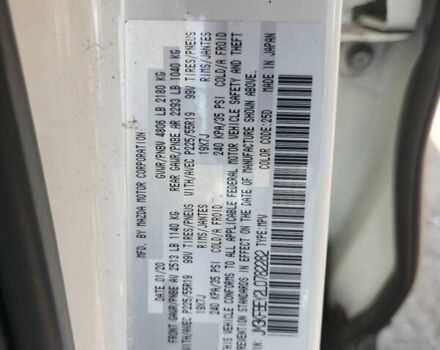 MFD. BY MAZDA MOTOR CORPORATION
DATE: 01/20 GVWR/PNBV 4806 LB 2180 KG
FRONT GAWR/PNBE AV 2513 LB 1140 KG REAR GAWR/PNBE AR 2293 LB 1040 KG
WITH/AVEC P225/55R19 99V TIRES/PNEUS WITH/AVEC P225/55R19 99V TIRES/PNEUS
19X7J RIMS/JANTES 19X7J RIMS/JANTES
240 KPA/35 PSI COLD/A FROID 240 KPA/35 PSI COLD/A FROID
THIS VEHICLE CONFORMS TO ALL APPLICABLE FEDERAL MOTOR VEHICLE SAFETY AND THEFT
PREVENTION STANDARDS IN EFFECT ON THE DATE OF MANUFACTURE SHOWN ABOVE.
TYPE:MPV COLOR CODE:25D MADE IN JAPAN